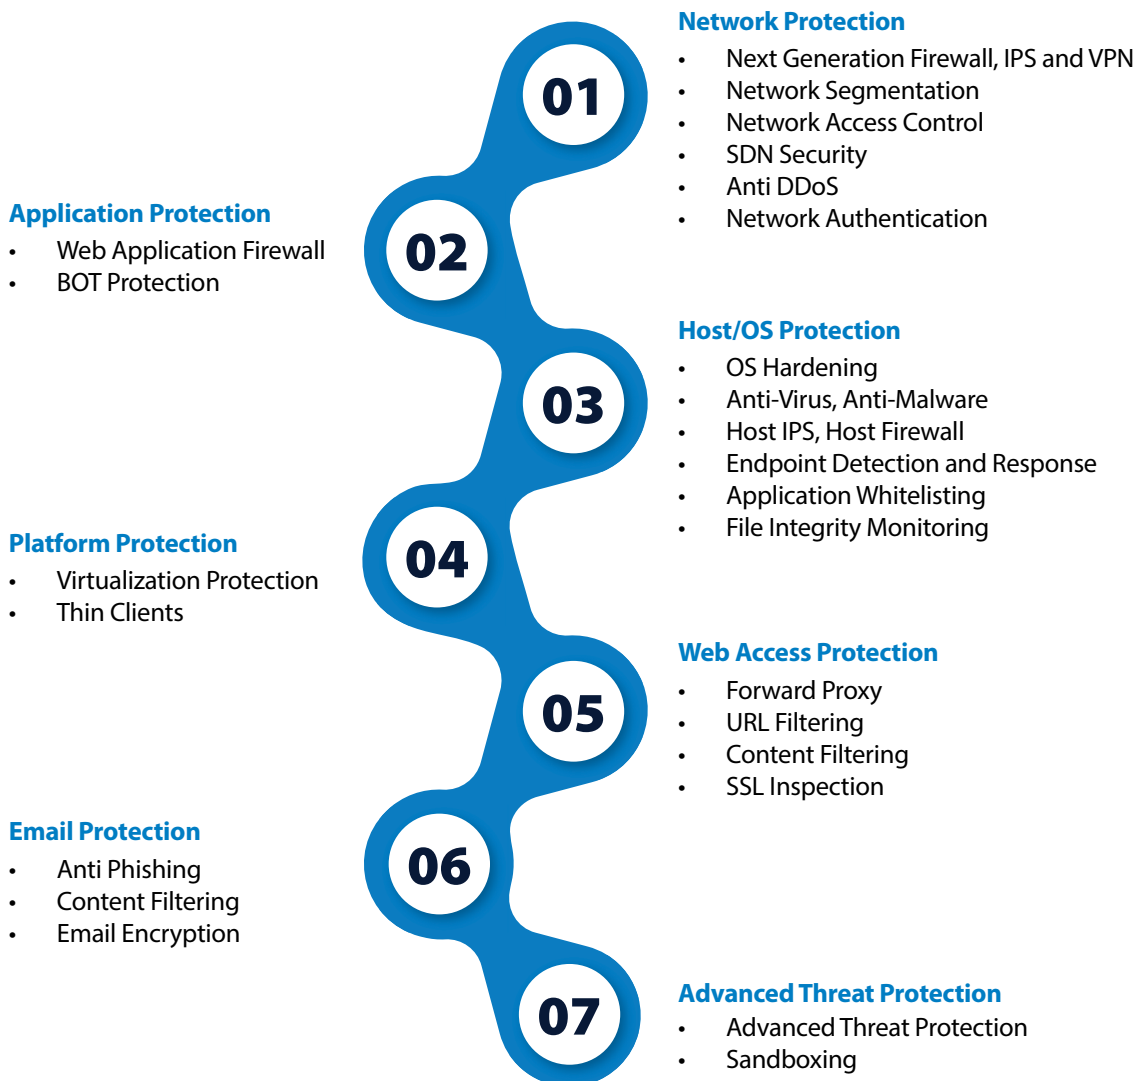 01
Network Protection
• Next Generation Firewall, IPS and VPN
• Network Segmentation
• Network Access Control
• SDN Security
• Anti DDoS
• Network Authentication
02
Application Protection
• Web Application Firewall
• BOT Protection
03
Host/OS Protection
• OS Hardening
• Anti-Virus, Anti-Malware
• Host IPS, Host Firewall
• Endpoint Detection and Response
• Application Whitelisting
• File Integrity Monitoring
04
Platform Protection
• Virtualization Protection
• Thin Clients
05
Web Access Protection
• Forward Proxy
• URL Filtering
• Content Filtering
• SSL Inspection
06
Email Protection
• Anti Phishing
• Content Filtering
• Email Encryption
07
Advanced Threat Protection
• Advanced Threat Protection
• Sandboxing